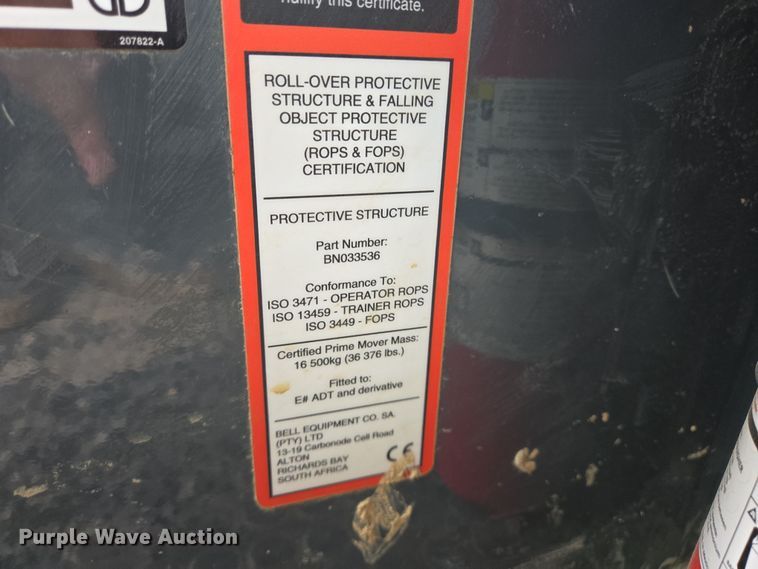 nullify this certificate.
207822-A
ROLL-OVER PROTECTIVE
STRUCTURE & FALLING
OBJECT PROTECTIVE
STRUCTURE
(ROPS & FOPS)
CERTIFICATION
PROTECTIVE STRUCTURE
Part Number:
BN033536
Conformance To:
ISO 3471 - OPERATOR ROPS
ISO 13459 - TRAINER ROPS
ISO 3449 - FOPS
Certified Prime Mover Mass:
16 500kg (36 376 lbs.)
Fitted to:
E# ADT and derivative
BELL EQUIPMENT CO. SA.
(PTY) LTD
13-19 Carbonode Cell Road
ALTON
RICHARDS BAY
SOUTH AFRICA
CE
Purple Wave Auction